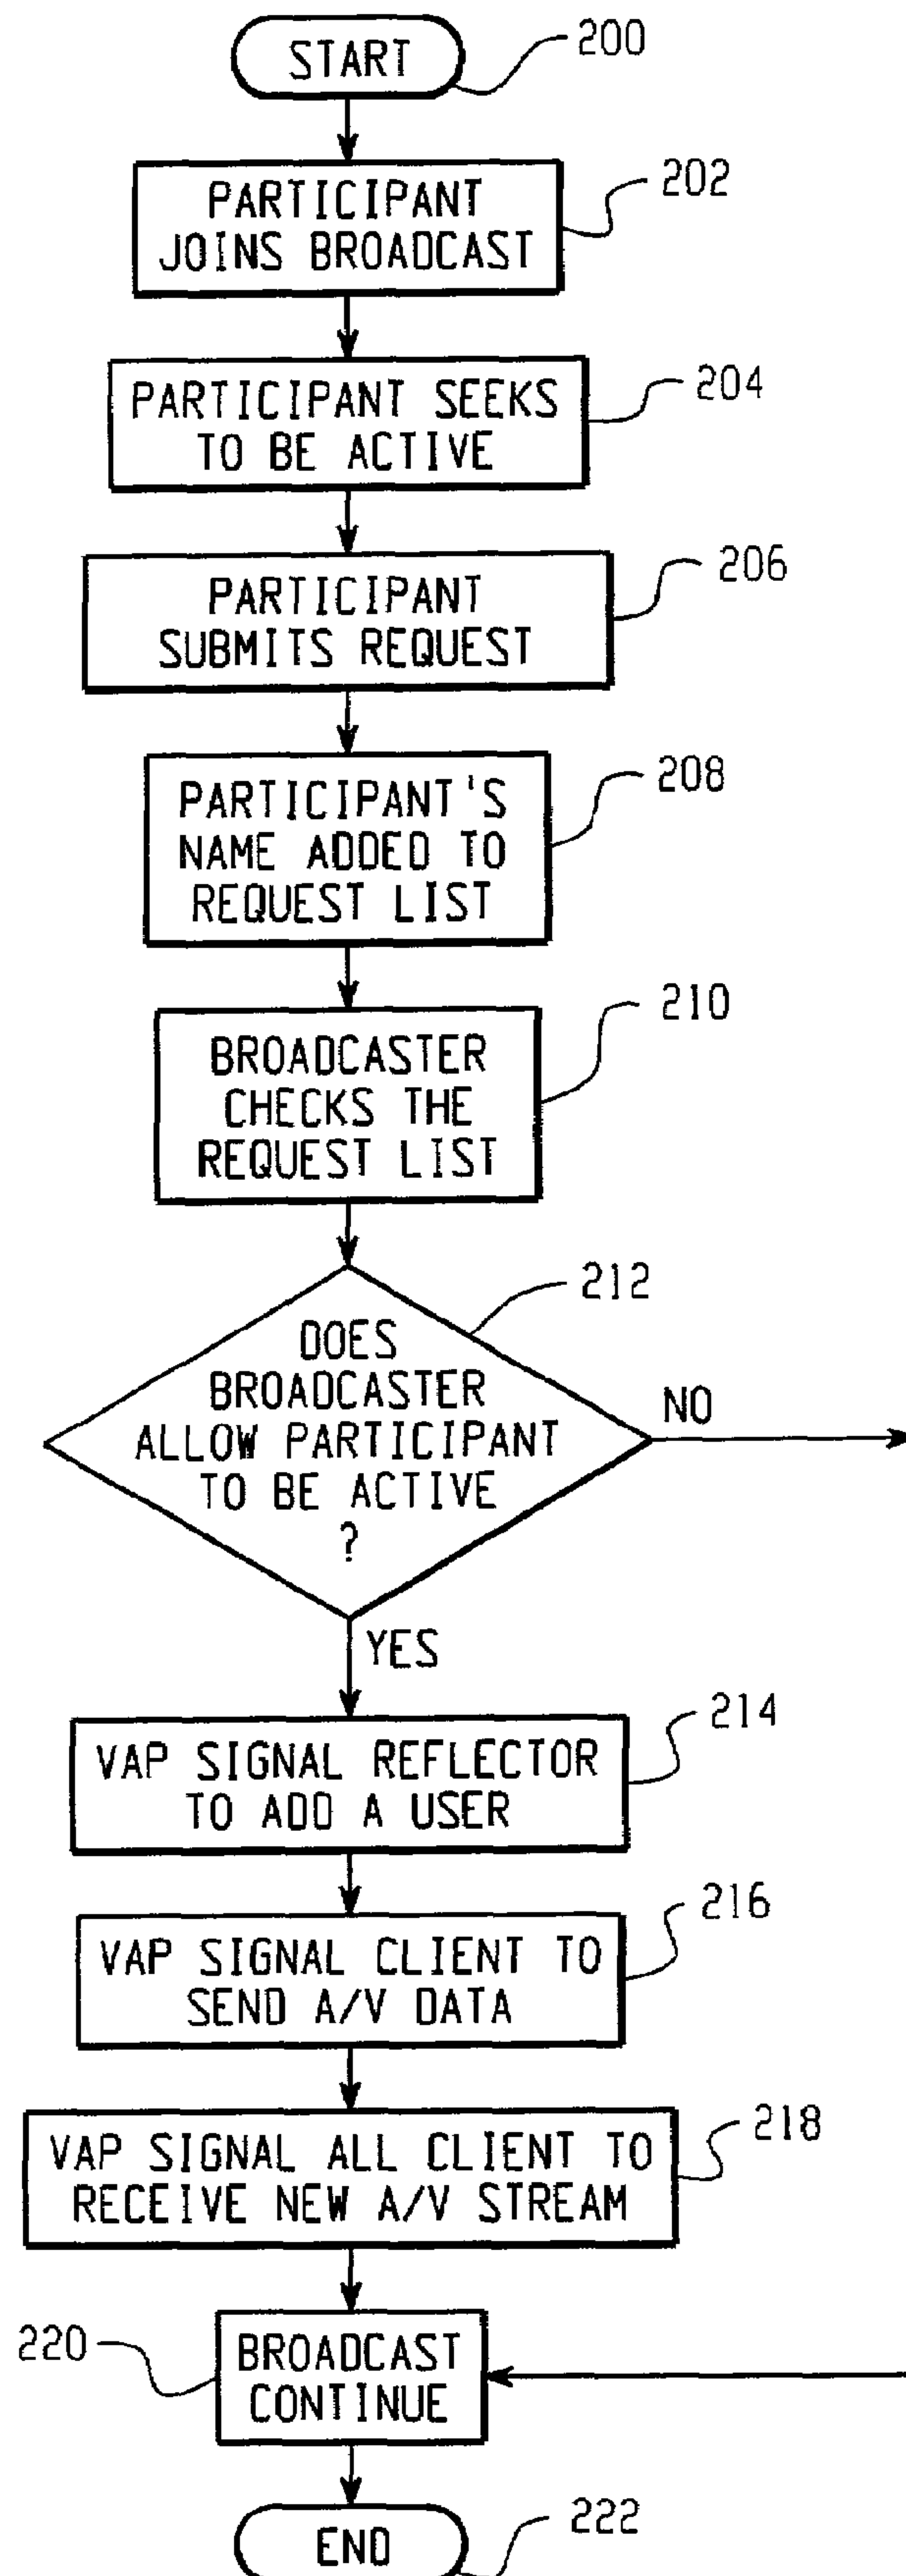 START
200
PARTICIPANT
JOINS BROADCAST
202
PARTICIPANT SEEKS
TO BE ACTIVE
204
PARTICIPANT
SUBMITS REQUEST
206
PARTICIPANT'S
NAME ADDED TO
REQUEST LIST
208
BROADCASTER
CHECKS THE
REQUEST LIST
210
DOES
BROADCASTER
ALLOW PARTICIPANT
TO BE ACTIVE
?
212
NO
YES
VAP SIGNAL REFLECTOR
TO ADD A USER
214
VAP SIGNAL CLIENT TO
SEND A/V DATA
216
VAP SIGNAL ALL CLIENT TO
RECEIVE NEW A/V STREAM
218
220
BROADCAST
CONTINUE
END
222